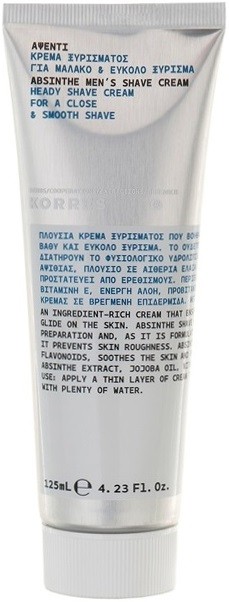 ΑΨΕΝΤΙ
ΚΡΕΜΑ ΞΥΡΙΣΜΑΤΟΣ
ΓΙΑ ΜΑΛΑΚΟ & ΕΥΚΟΛΟ ΞΥΡΙΣΜΑ
ABSINTHE MEN'S SHAVE CREAM
HEADY SHAVE CREAM
FOR A CLOSE
& SMOOTH SHAVE
KORRES
ΠΛΟΥΣΙΑ ΚΡΕΜΑ ΞΥΡΙΣΜΑΤΟΣ ΠΟΥ
ΒΑΘΥ ΚΑΙ ΕΥΚΟΛΟ ΞΥΡΙΣΜΑ. ΤΟ
ΔΙΑΤΗΡΟΥΝ ΤΟ ΦΥΣΙΟΛΟΓΙΚΟ
ΑΨΙΘΙΑΣ, ΠΛΟΥΣΙΟ ΣΕ ΑΙΘΕΡΙΑ
ΠΡΟΣΤΑΤΕΥΕΙ ΑΠΟ ΕΡΕΘΙΣΜΟΥΣ.
ΒΙΤΑΜΙΝΗ Ε, ΕΝΕΡΓΗ ΑΛΟΗ,
ΚΡΕΜΑΣ ΣΕ ΒΡΕΓΜΕΝΗ ΕΠΙΔΕΡΜΙΔΑ.
AN INGREDIENT-RICH CREAM THAT
GLIDE ON THE SKIN. ABSINTHE SHAVE
PREPARATION AND, AS IT IS
IT PREVENTS SKIN ROUGHNESS.
FLAVONOIDS, SOOTHES THE SKIN AND
ABSINTHE EXTRACT, JOJOBA OIL,
USE: APPLY A THIN LAYER OF CREAM
WITH PLENTY OF WATER.
125mL ℮ 4.23 Fl.Oz.